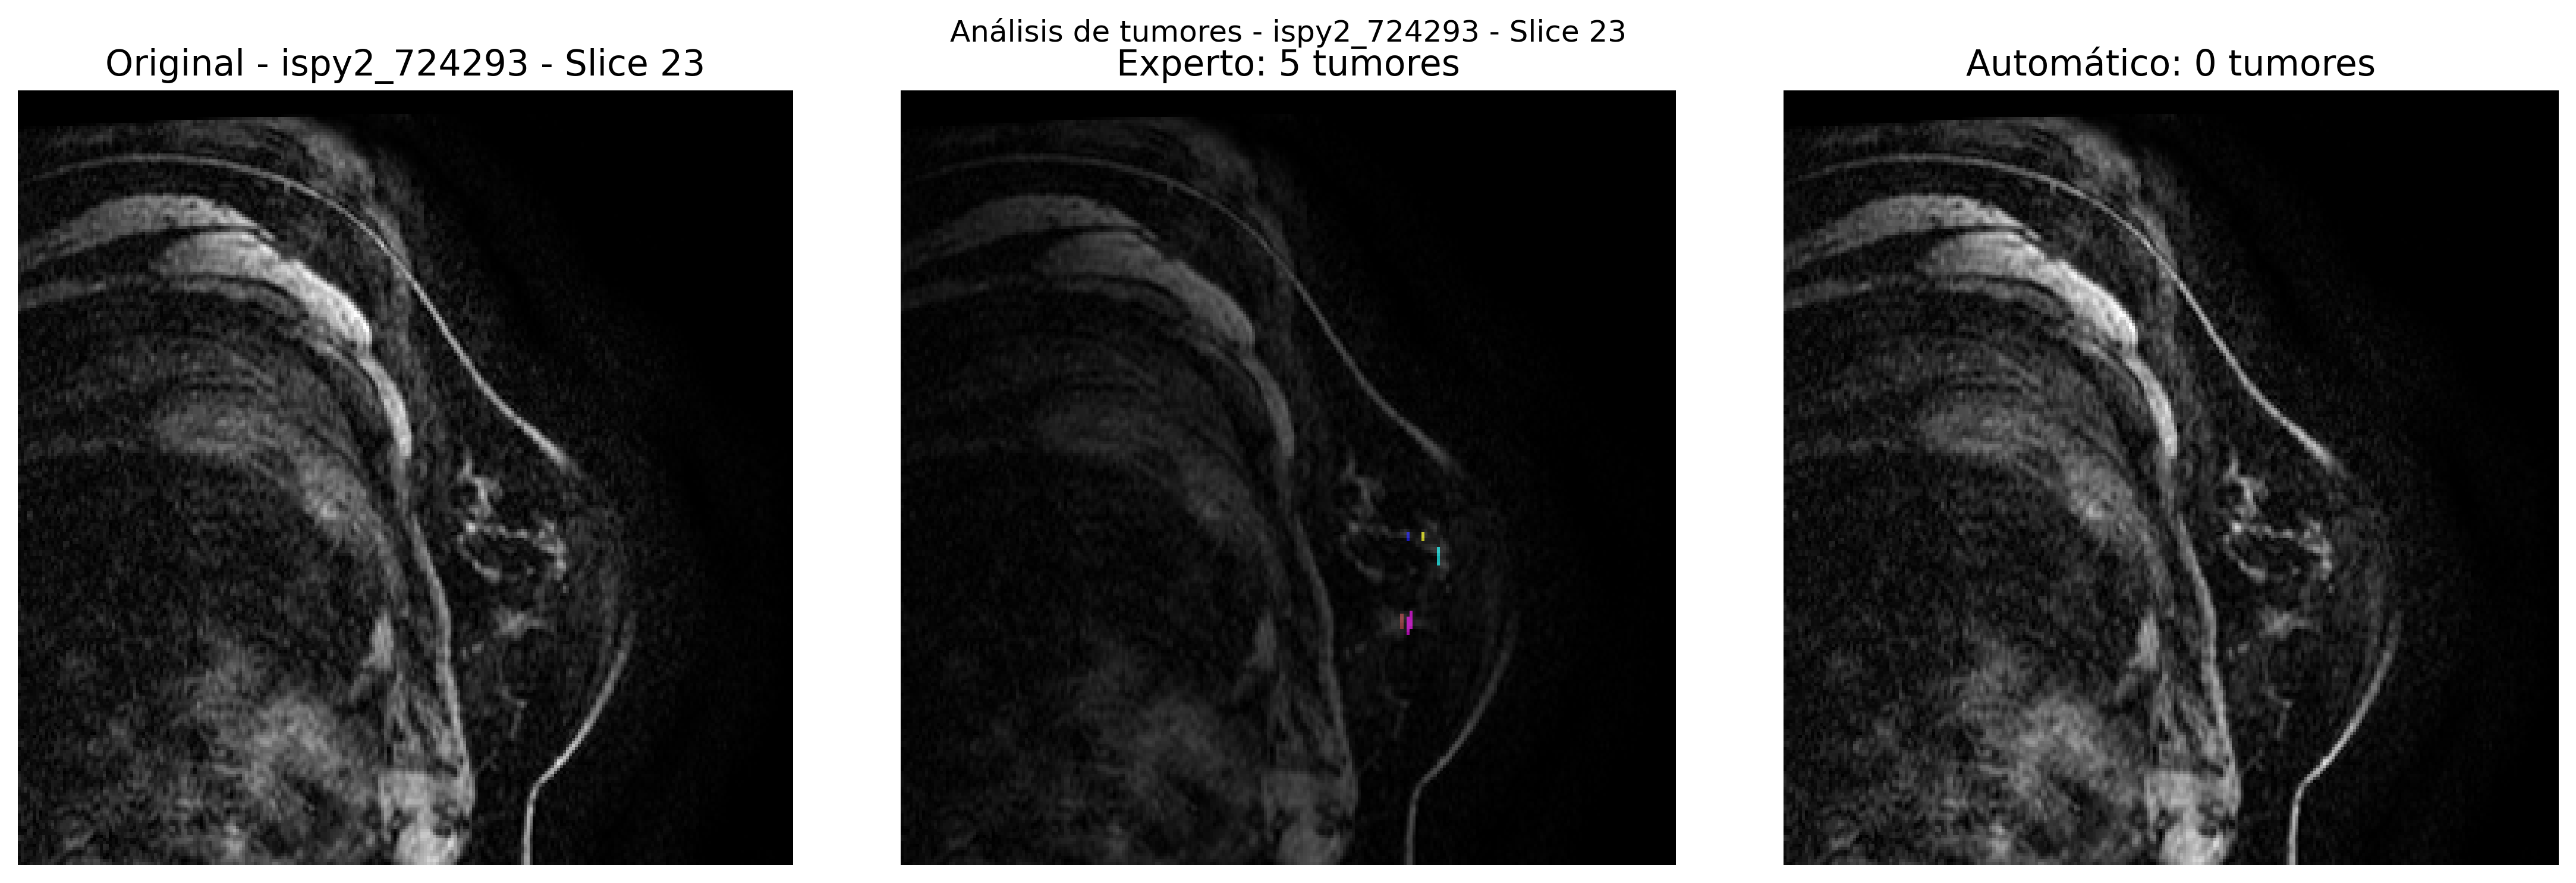 Análisis de tumores - ispy2_724293 - Slice 23
Original - ispy2_724293 - Slice 23
Experto: 5 tumores
Automático: 0 tumores